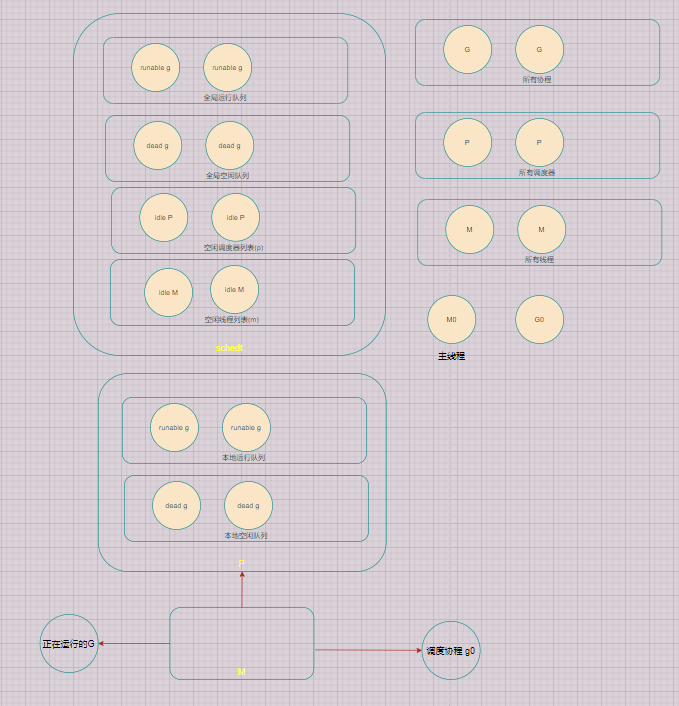 runable g
runable g
全局运行队列
dead g
dead g
全局空闲队列
idle P
idle P
空闲调度器列表(p)
idle M
idle M
空闲线程列表(m)
schedt
G
G
所有协程
P
P
所有调度器
M
M
所有线程
M0
G0
主线程
runable g
runable g
本地运行队列
dead g
dead g
本地空闲队列
P
正在运行的G
调度协程 g0
M